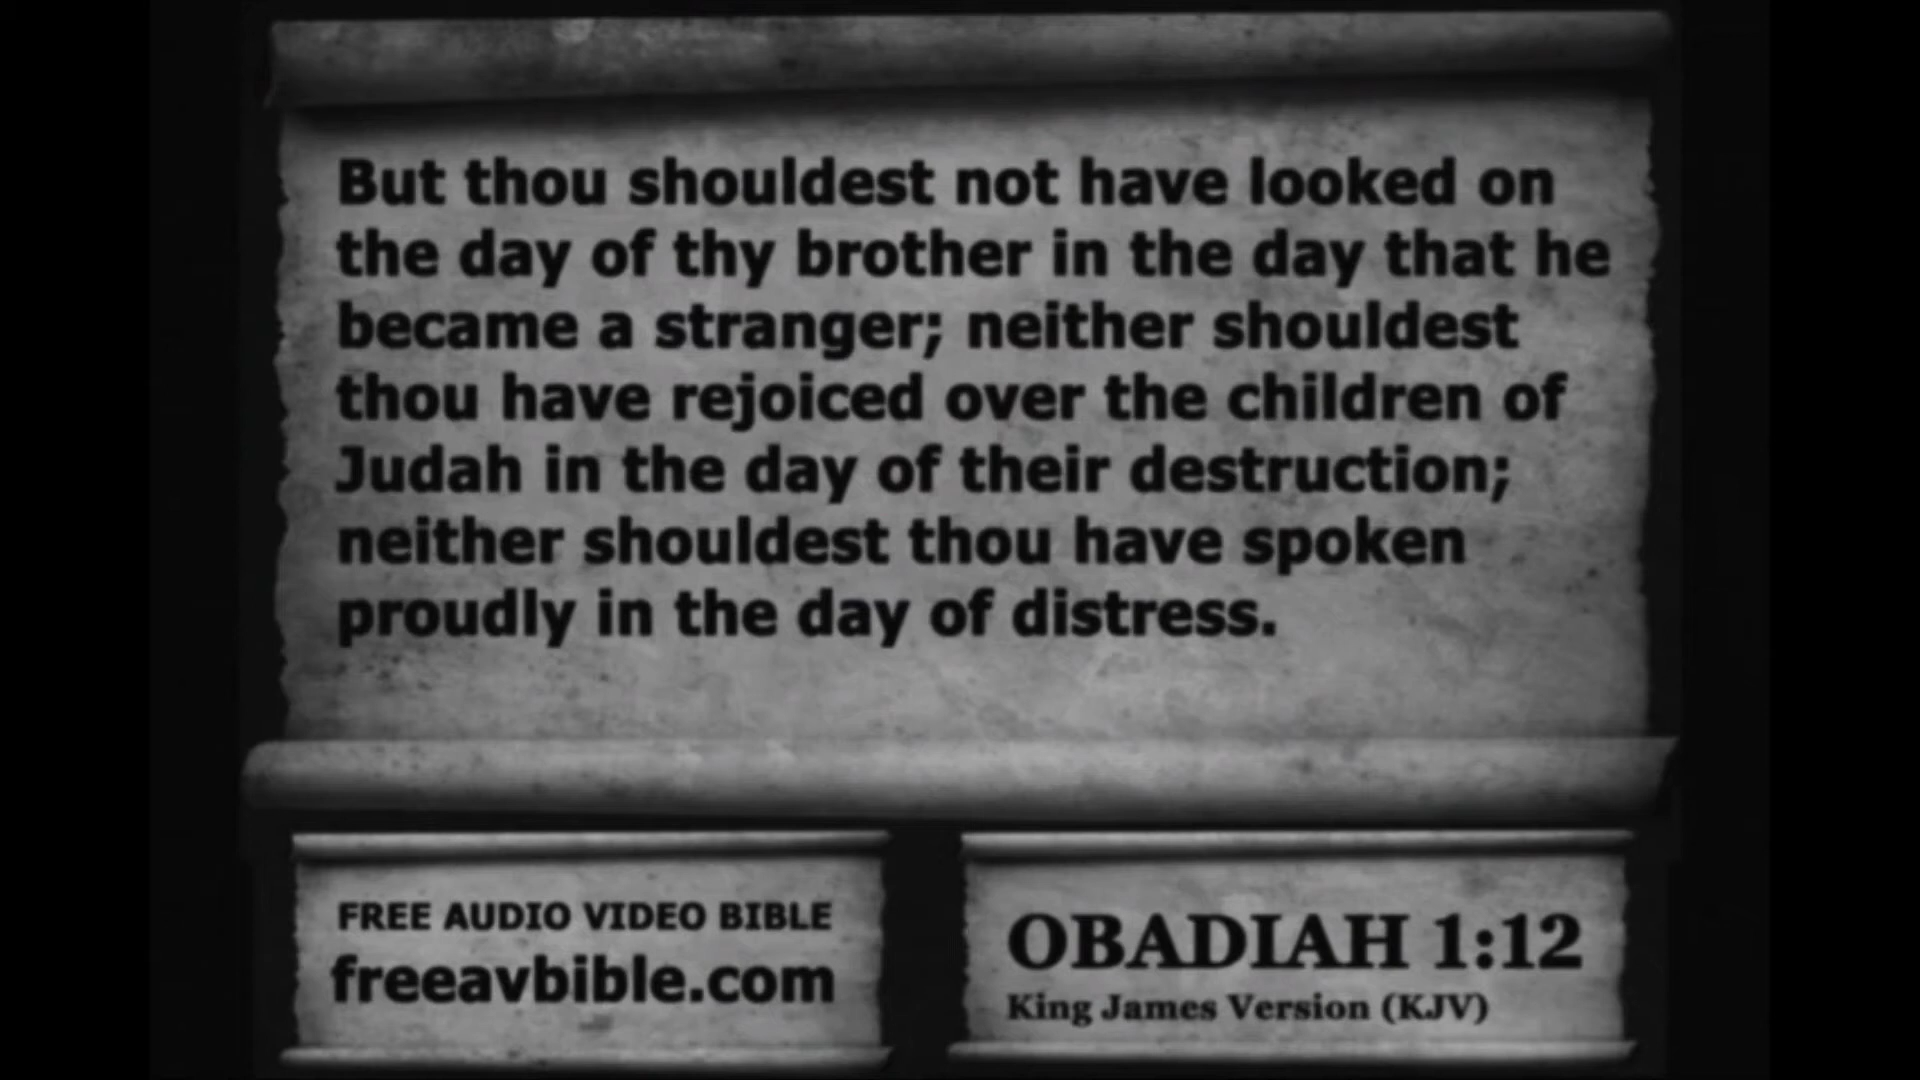 But thou shouldest not have looked on
the day of thy brother in the day that he
became a stranger; neither shouldest
thou have rejoiced over the children of
Judah in the day of their destruction;
neither shouldest thou have spoken
proudly in the day of distress.
FREE AUDIO VIDEO BIBLE
freeavbible.com
OBADIAH 1:12
King James Version (KJV)